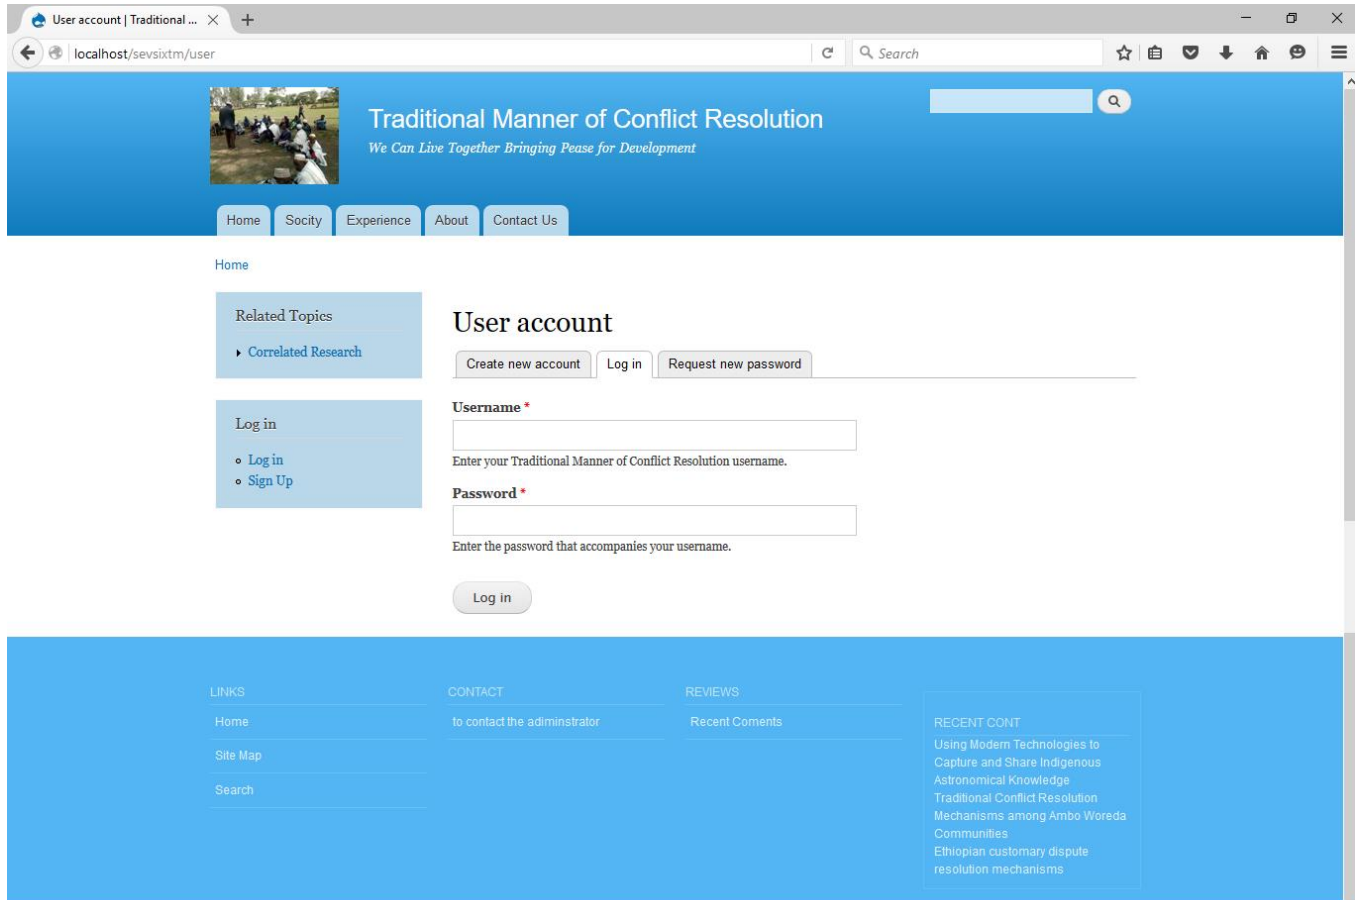 User account | Traditional ...
localhost/sevsixtm/user
Search
Traditional Manner of Conflict Resolution
We Can Live Together Bringing Pease for Development
Home
Socity
Experience
About
Contact Us
Home
Related Topics
Correlated Research
Log in
Log in
Sign Up
User account
Create new account
Log in
Request new password
Username *
Enter your Traditional Manner of Conflict Resolution username.
Password *
Enter the password that accompanies your username.
Log in
LINKS
Home
Site Map
Search
CONTACT
to contact the adiminstrator
REVIEWS
Recent Coments
RECENT CONT
Using Modern Technologies to
Capture and Share Indigenous
Astronomical Knowledge
Traditional Conflict Resolution
Mechanisms among Ambo Woreda
Communities
Ethiopian customary dispute
resolution mechanisms